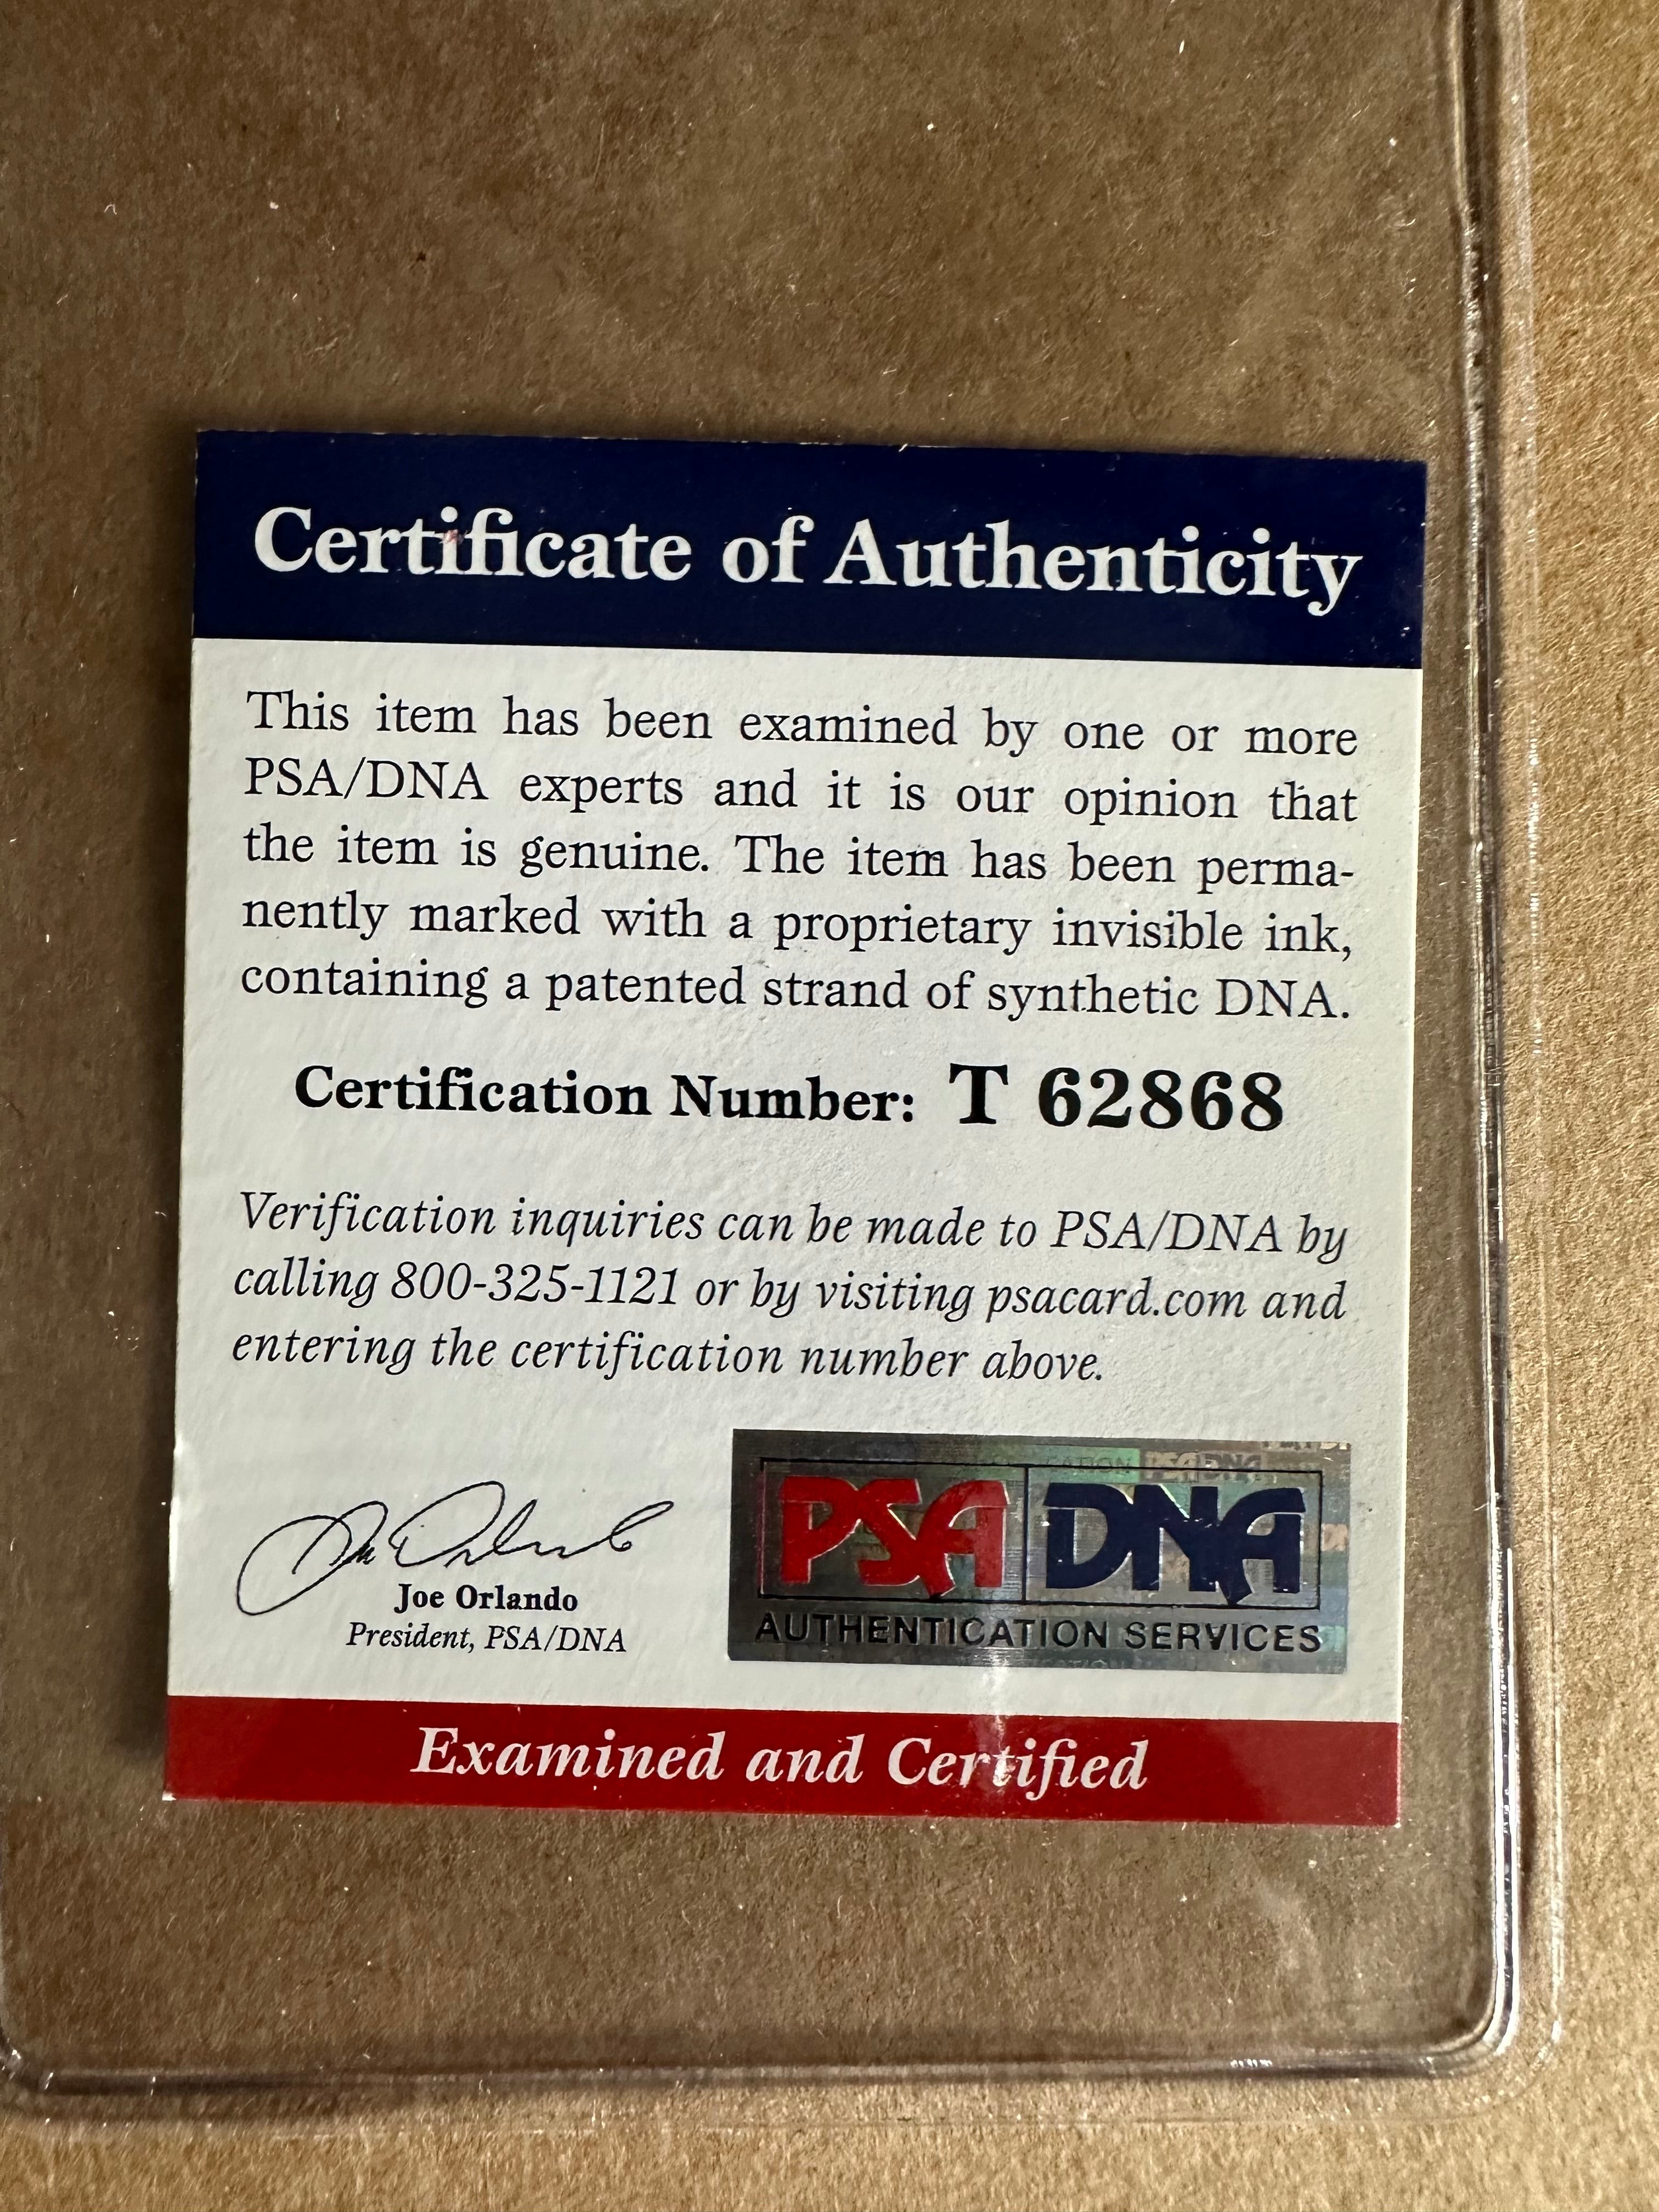 Certificate of Authenticity
This item has been examined by one or more
PSA/DNA experts and it is our opinion that
the item is genuine. The item has been perma-
nently marked with a proprietary invisible ink,
containing a patented strand of synthetic DNA.
Certification Number: T 62868
Verification inquiries can be made to PSA/DNA by
calling 800-325-1121 or by visiting psacard.com and
entering the certification number above.
Joe Orlando
President, PSA/DNA
PSA DNA
AUTHENTICATION SERVICES
Examined and Certified